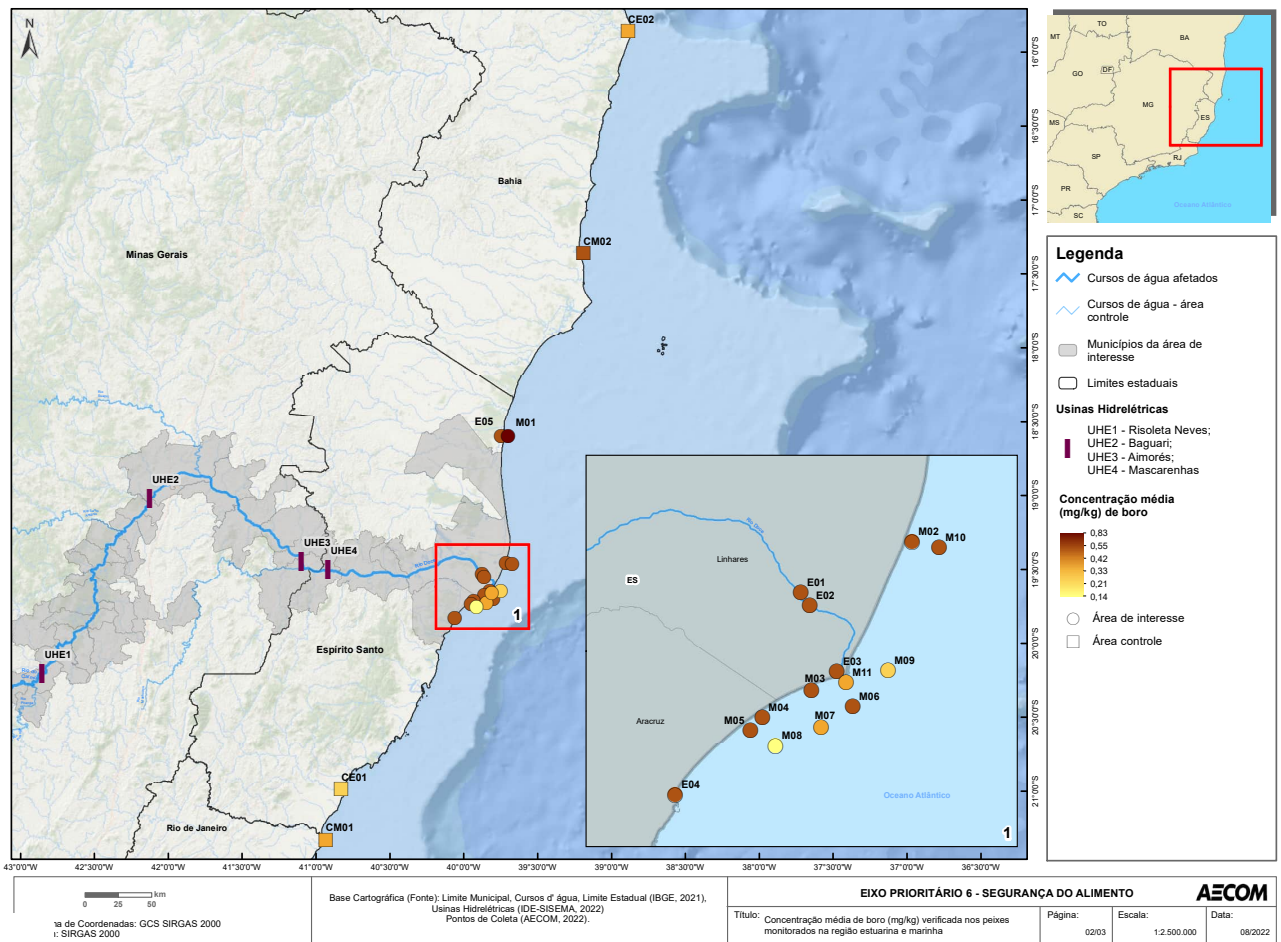 N
CE02
Bahia
CM02
Minas Gerais
E05
M01
UHE2
UHE3
UHE4
Rio Doce
1
Espírito Santo
UHE1
CE01
Rio de Janeiro
CM01
M02
M10
Rio Doce
Linhares
ES
E01
E02
E03
M09
M11
M03
M06
M04
M07
M05
Aracruz
M08
E04
Oceano Atlântico
1
16°0'0"S
16°30'0"S
17°0'0"S
17°30'0"S
18°0'0"S
18°30'0"S
19°0'0"S
19°30'0"S
20°0'0"S
20°30'0"S
21°0'0"S
43°0'0"W
42°30'0"W
42°0'0"W
41°30'0"W
41°0'0"W
40°30'0"W
40°0'0"W
39°30'0"W
39°0'0"W
38°30'0"W
38°0'0"W
37°30'0"W
37°0'0"W
36°30'0"W
TO
MT
BA
GO
DF
MG
MS
ES
SP
RJ
PR
SC
Oceano Atlântico
Legenda
Cursos de água afetados
Cursos de água - área
controle
Municípios da área de
interesse
Limites estaduais
Usinas Hidrelétricas
UHE1 - Risoleta Neves;
UHE2 - Baguari;
UHE3 - Aimorés;
UHE4 - Mascarenhas
Concentração média
(mg/kg) de boro
0,83
0,55
0,42
0,33
0,21
0,14
Área de interesse
Área controle
km
0 25 50
na de Coordenadas: GCS SIRGAS 2000
: SIRGAS 2000
Base Cartográfica (Fonte): Limite Municipal, Cursos d' água, Limite Estadual (IBGE, 2021),
Usinas Hidrelétricas (IDE-SISEMA, 2022)
Pontos de Coleta (AECOM, 2022).
EIXO PRIORITÁRIO 6 - SEGURANÇA DO ALIMENTO
AECOM
Título: Concentração média de boro (mg/kg) verificada nos peixes
monitorados na região estuarina e marinha
Página:
02/03
Escala:
1:2.500.000
Data:
08/2022